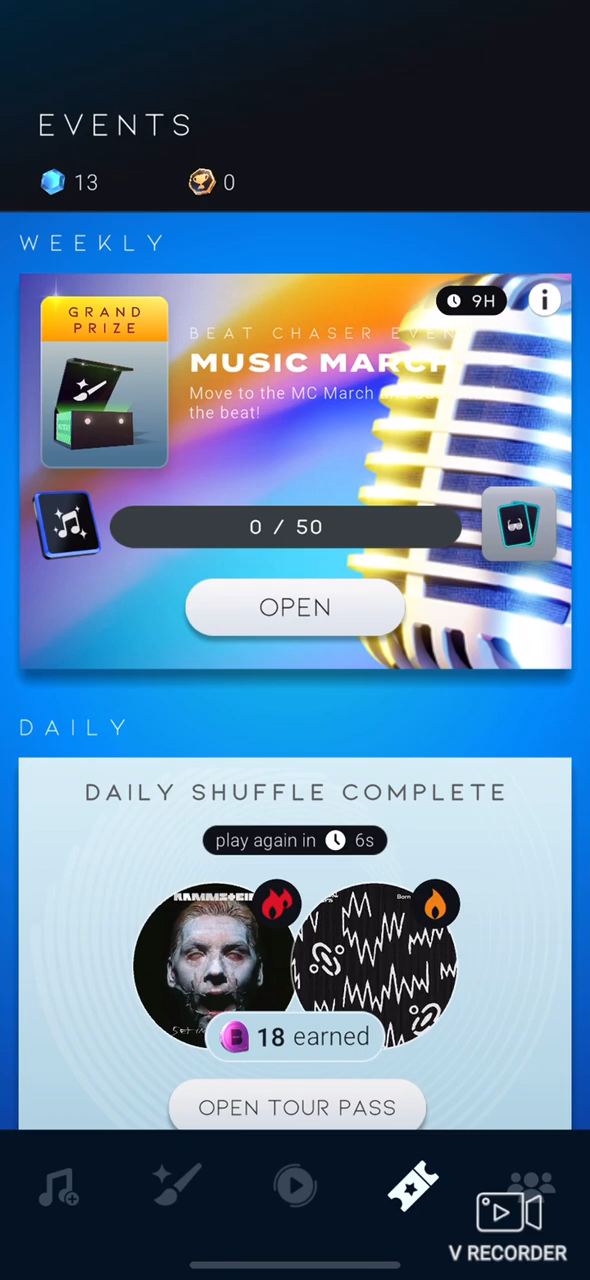 EVENTS
13
0
WEEKLY
9H
GRAND
PRIZE
BEAT CHASER EVEN
MUSIC MARCH
Move to the MC March
the beat!
0 / 50
OPEN
DAILY
DAILY SHUFFLE COMPLETE
play again in 6s
RAMMSTEIN
18 earned
OPEN TOUR PASS
V RECORDER